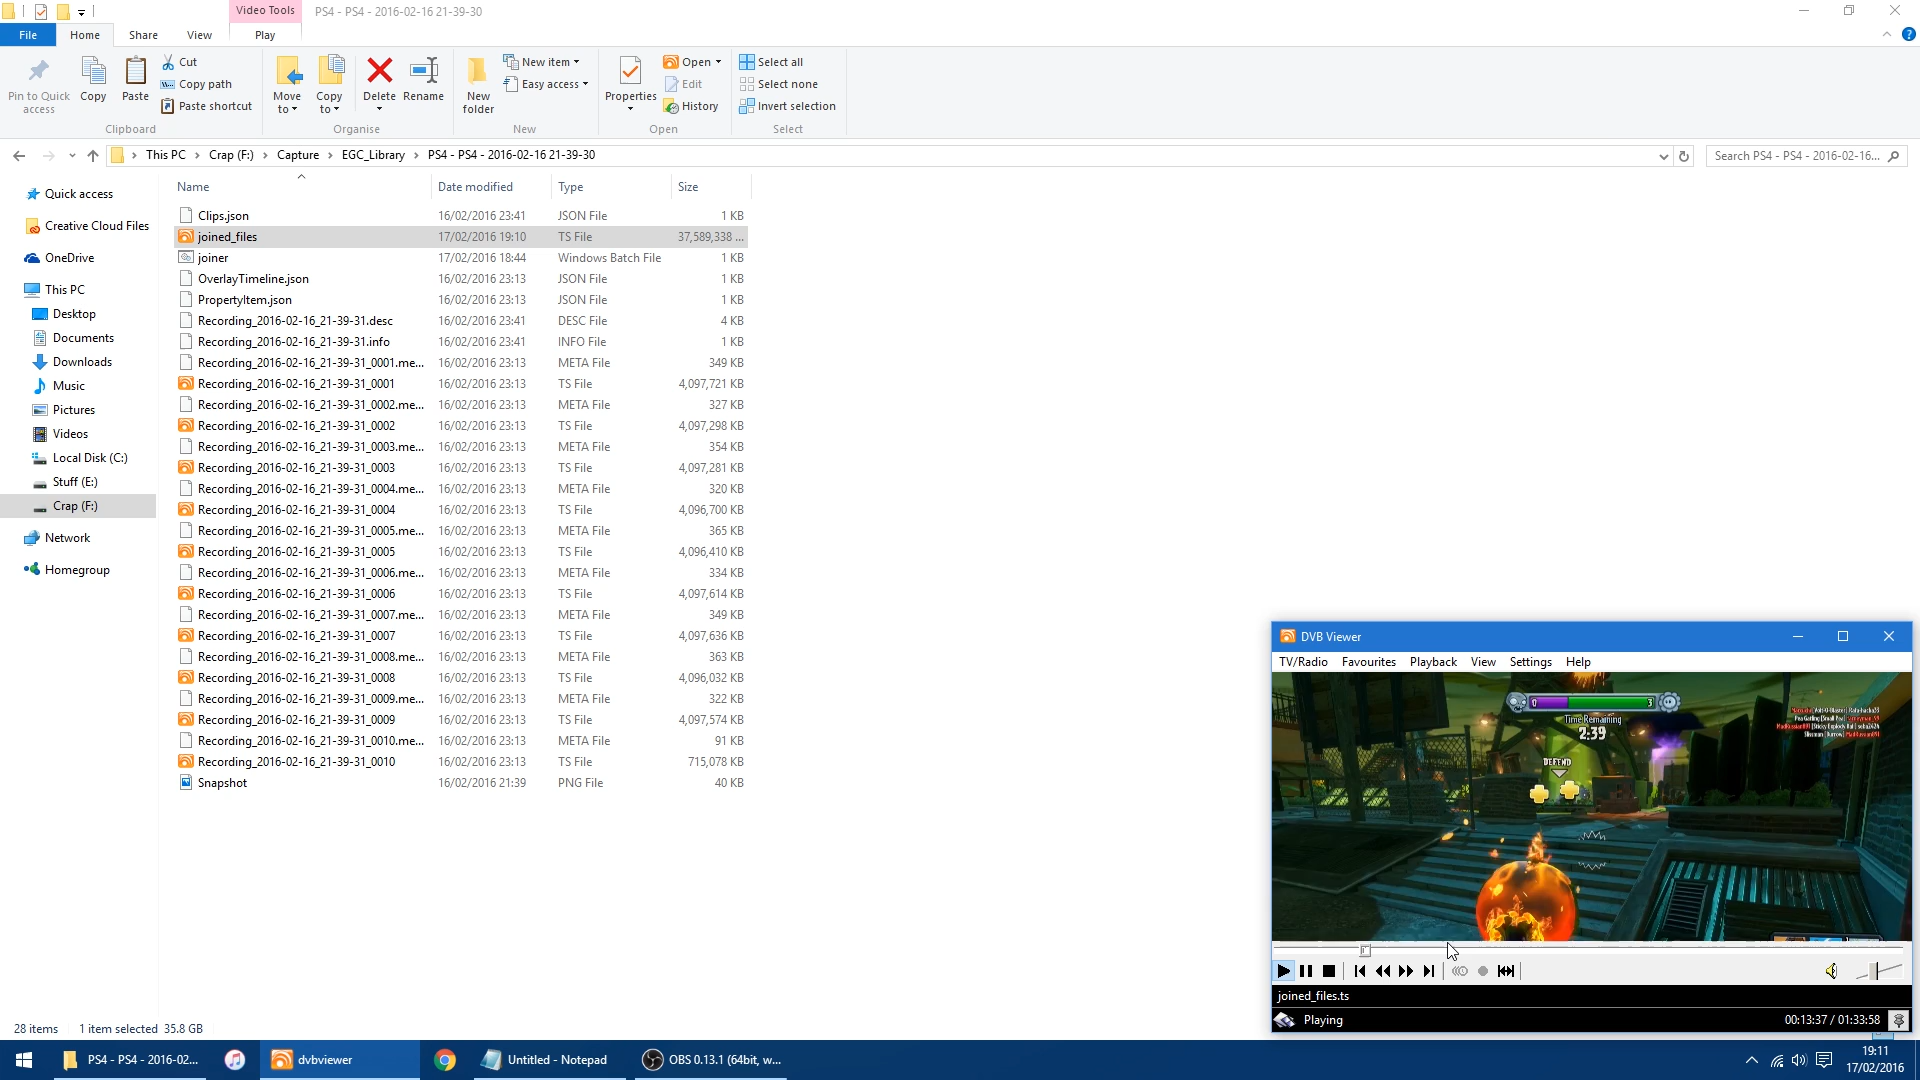 Video Tools
PS4 - PS4 - 2016-02-16 21-39-30
File
Home
Share
View
Play
Pin to Quick access
Copy
Paste
Cut
Copy path
Paste shortcut
Clipboard
Move to
Copy to
Delete
Rename
Organise
New folder
New item
Easy access
New
Properties
Open
Edit
History
Open
Select all
Select none
Invert selection
Select
This PC
Crap (F:)
Capture
EGC_Library
PS4 - PS4 - 2016-02-16 21-39-30
Search PS4 - PS4 - 2016-02-16...
Quick access
Creative Cloud Files
OneDrive
This PC
Desktop
Documents
Downloads
Music
Pictures
Videos
Local Disk (C:)
Stuff (E:)
Crap (F:)
Network
Homegroup
Name Date modified Type Size
Clips.json 16/02/2016 23:41 JSON File 1 KB
joined_files 17/02/2016 19:10 TS File 37,589,338 ...
joiner 17/02/2016 18:44 Windows Batch File 1 KB
OverlayTimeline.json 16/02/2016 23:13 JSON File 1 KB
PropertyItem.json 16/02/2016 23:13 JSON File 1 KB
Recording_2016-02-16_21-39-31.desc 16/02/2016 23:41 DESC File 4 KB
Recording_2016-02-16_21-39-31.info 16/02/2016 23:41 INFO File 1 KB
Recording_2016-02-16_21-39-31_0001.me... 16/02/2016 23:13 META File 349 KB
Recording_2016-02-16_21-39-31_0001 16/02/2016 23:13 TS File 4,097,721 KB
Recording_2016-02-16_21-39-31_0002.me... 16/02/2016 23:13 META File 327 KB
Recording_2016-02-16_21-39-31_0002 16/02/2016 23:13 TS File 4,097,298 KB
Recording_2016-02-16_21-39-31_0003.me... 16/02/2016 23:13 META File 354 KB
Recording_2016-02-16_21-39-31_0003 16/02/2016 23:13 TS File 4,097,281 KB
Recording_2016-02-16_21-39-31_0004.me... 16/02/2016 23:13 META File 320 KB
Recording_2016-02-16_21-39-31_0004 16/02/2016 23:13 TS File 4,096,700 KB
Recording_2016-02-16_21-39-31_0005.me... 16/02/2016 23:13 META File 365 KB
Recording_2016-02-16_21-39-31_0005 16/02/2016 23:13 TS File 4,096,410 KB
Recording_2016-02-16_21-39-31_0006.me... 16/02/2016 23:13 META File 334 KB
Recording_2016-02-16_21-39-31_0006 16/02/2016 23:13 TS File 4,097,614 KB
Recording_2016-02-16_21-39-31_0007.me... 16/02/2016 23:13 META File 349 KB
Recording_2016-02-16_21-39-31_0007 16/02/2016 23:13 TS File 4,097,636 KB
Recording_2016-02-16_21-39-31_0008.me... 16/02/2016 23:13 META File 363 KB
Recording_2016-02-16_21-39-31_0008 16/02/2016 23:13 TS File 4,096,032 KB
Recording_2016-02-16_21-39-31_0009.me... 16/02/2016 23:13 META File 322 KB
Recording_2016-02-16_21-39-31_0009 16/02/2016 23:13 TS File 4,097,574 KB
Recording_2016-02-16_21-39-31_0010.me... 16/02/2016 23:13 META File 91 KB
Recording_2016-02-16_21-39-31_0010 16/02/2016 23:13 TS File 715,078 KB
Snapshot 16/02/2016 21:39 PNG File 40 KB
DVB Viewer
TV/Radio Favourites Playback View Settings Help
0 3
Time Remaining
2:39
DEFEND
joined_files.ts
Playing
00:13:37 / 01:33:58
28 items 1 item selected 35.8 GB
PS4 - PS4 - 2016-02...
dvbviewer
Untitled - Notepad
OBS 0.13.1 (64bit, w...
19:11
17/02/2016